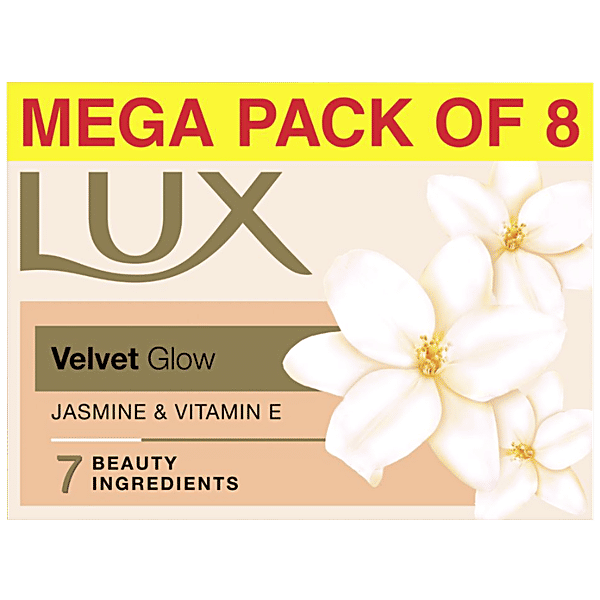 MEGA PACK OF 8
LUX
Velvet Glow
JASMINE & VITAMIN E
7 BEAUTY
INGREDIENTS